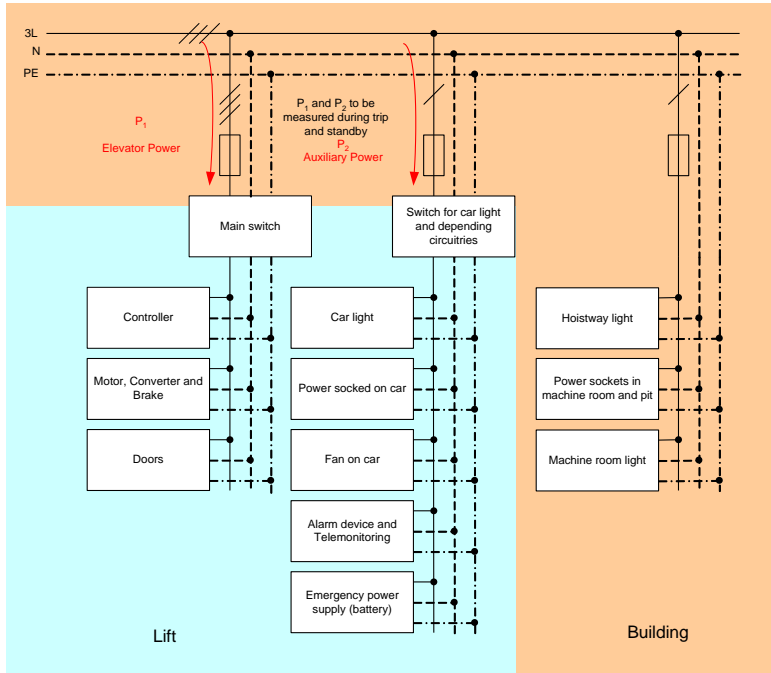 3L
N
PE
P1
Elevator Power
P1 and P2 to be
measured during trip
and standby
P2
Auxiliary Power
Main switch
Switch for car light
and depending
circuitries
Controller
Car light
Hoistway light
Motor, Converter and
Brake
Power socked on car
Power sockets in
machine room and pit
Doors
Fan on car
Machine room light
Alarm device and
Telemonitoring
Emergency power
supply (battery)
Lift
Building